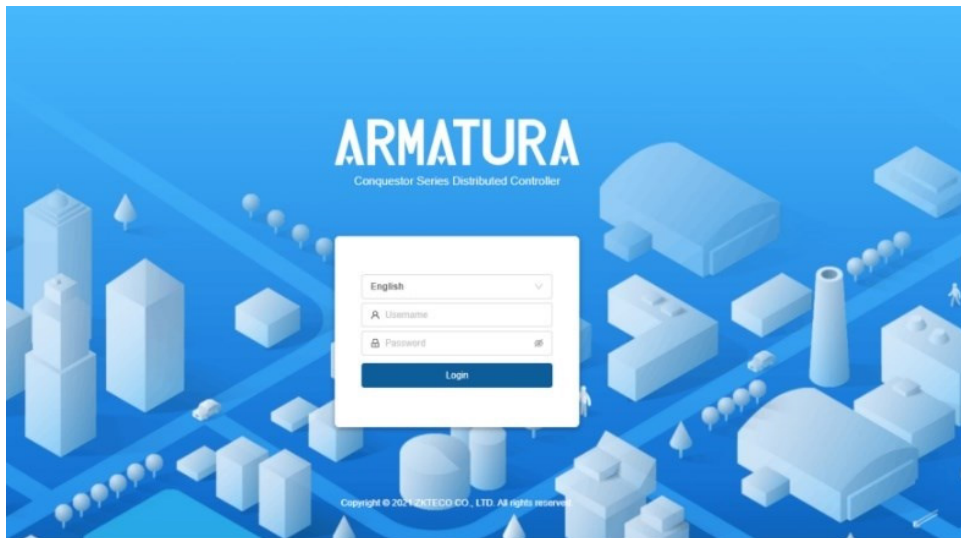 ARMATURA
Conquestor Series Distributed Controller
English
Username
Password
Login
Copyright © 2021 ZKTECO CO., LTD. All rights reserved